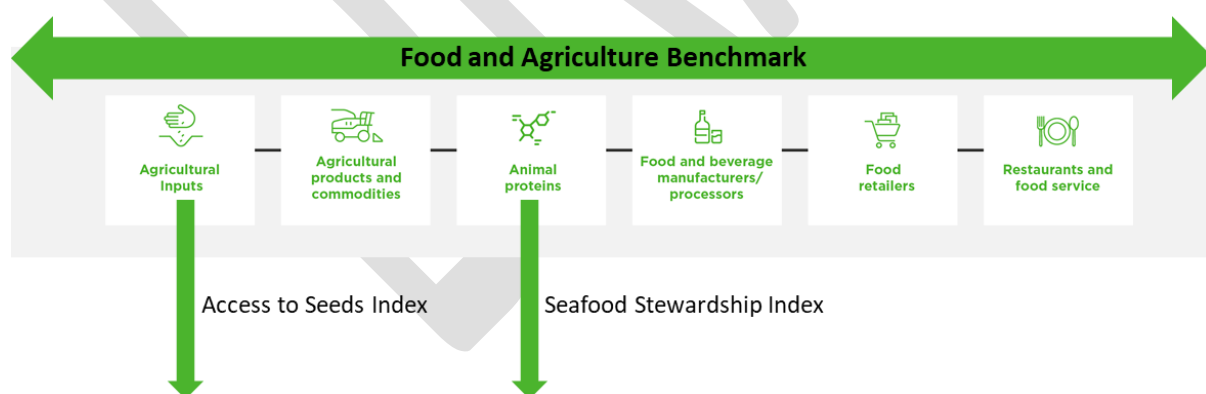 Food and Agriculture Benchmark
Agricultural
Inputs
Agricultural
products and
commodities
Animal
proteins
Food and beverage
manufacturers/
processors
Food
retailers
Restaurants and
food service
Access to Seeds Index
Seafood Stewardship Index